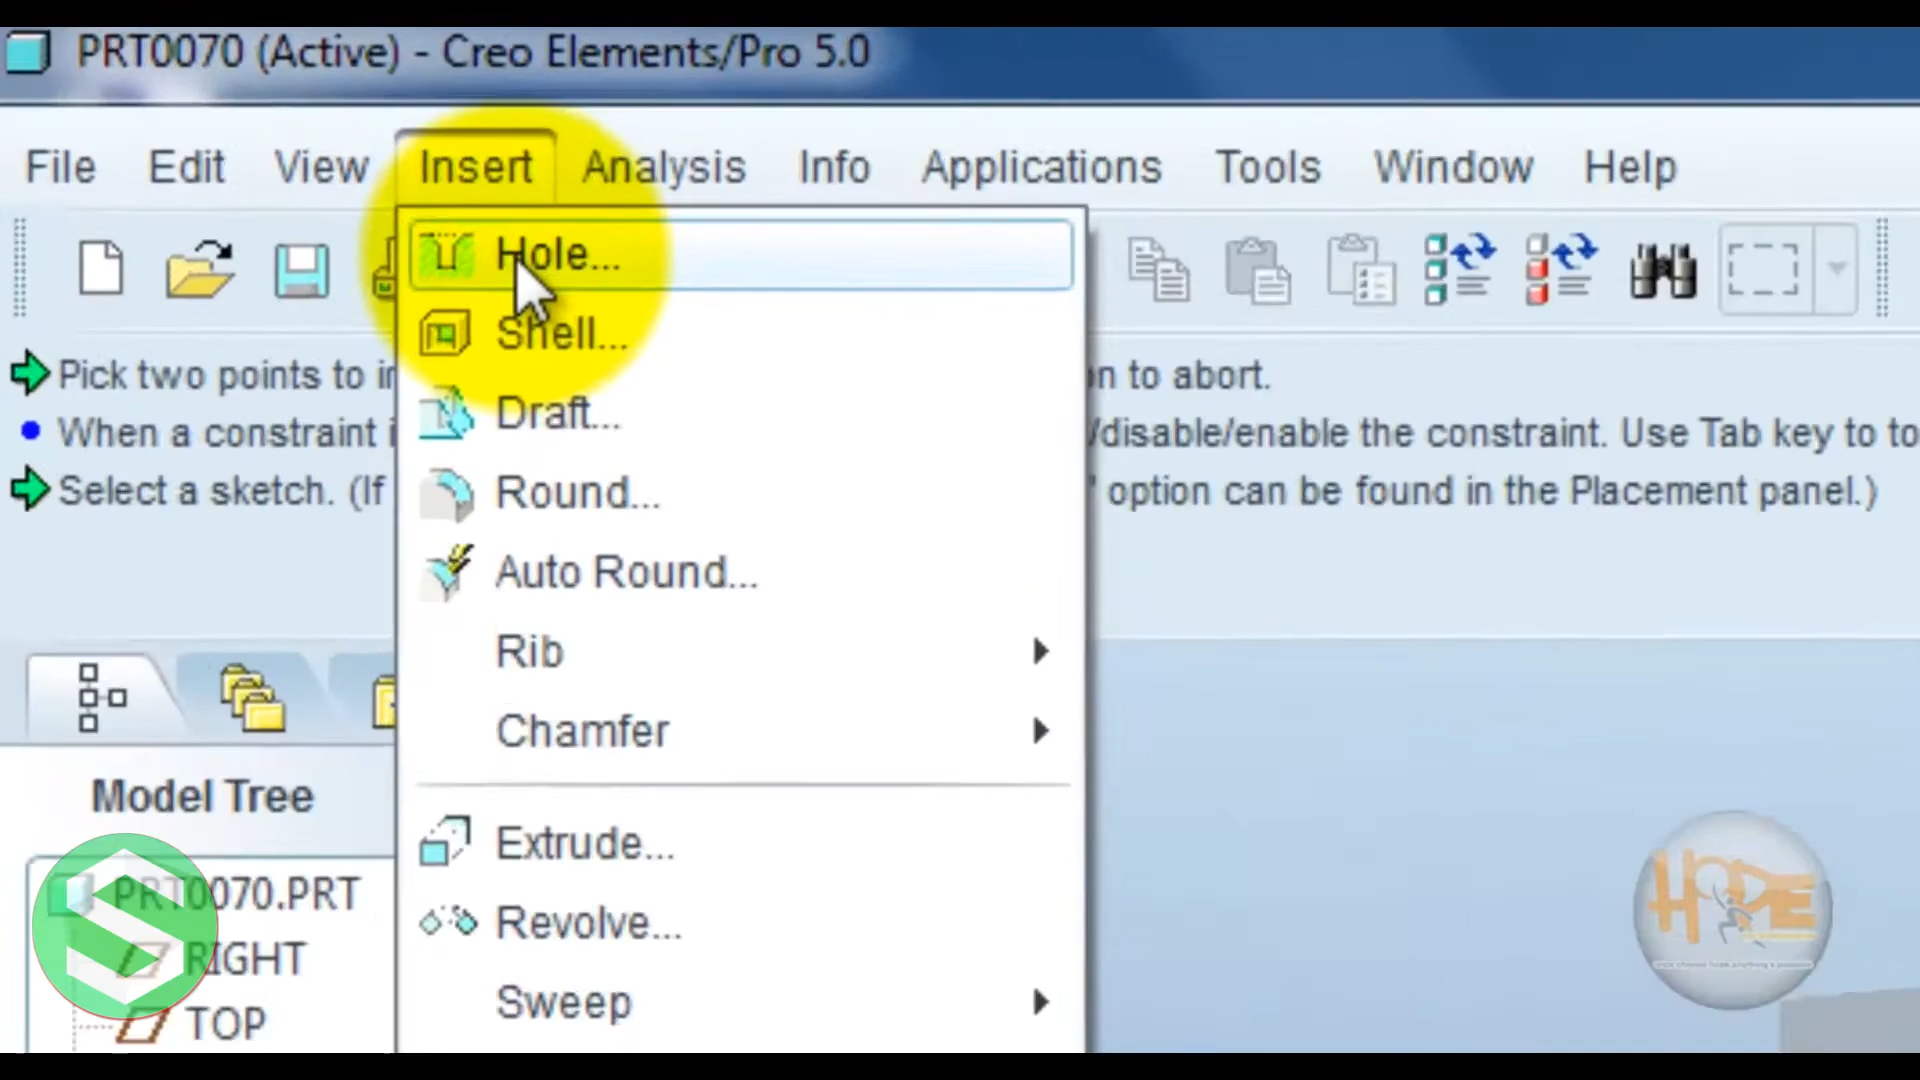 PRT0070 (Active) - Creo Elements/Pro 5.0
File Edit View Insert Analysis Info Applications Tools Window Help
Hole...
Shell...
Draft...
Round...
Auto Round...
Rib
Chamfer
Extrude...
Revolve...
Sweep
Pick two points to in
n to abort.
When a constraint i
/disable/enable the constraint. Use Tab key to to
Select a sketch. (If
' option can be found in the Placement panel.)
Model Tree
PRT0070.PRT
RIGHT
TOP
HOPE